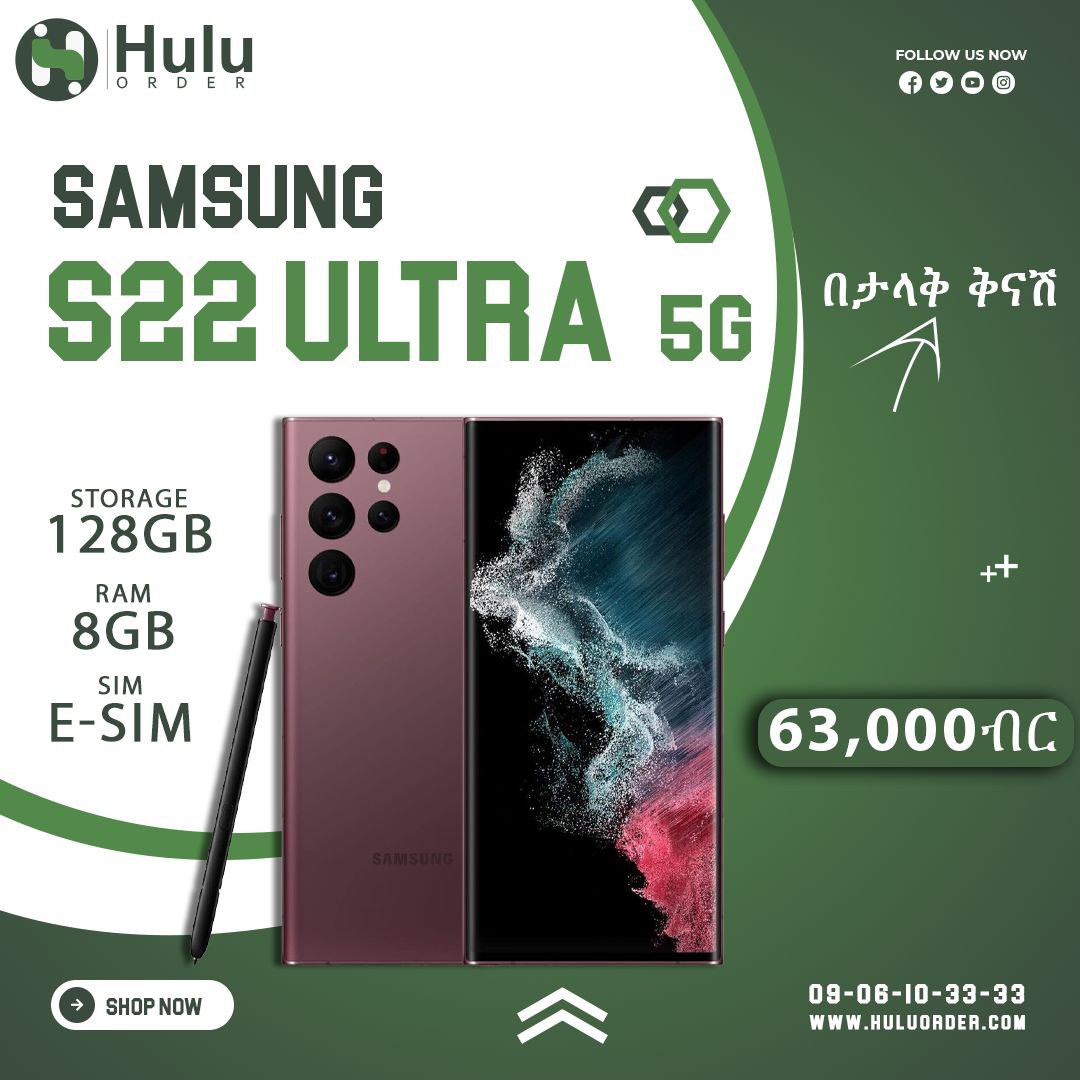 Hulu
ORDER
FOLLOW US NOW
SAMSUNG
S22 ULTRA 5G
በታላቅ ቅናሽ
STORAGE
128GB
RAM
8GB
SIM
E-SIM
63,000ብር
SAMSUNG
SHOP NOW
09-06-10-33-33
WWW.HULUORDER.COM